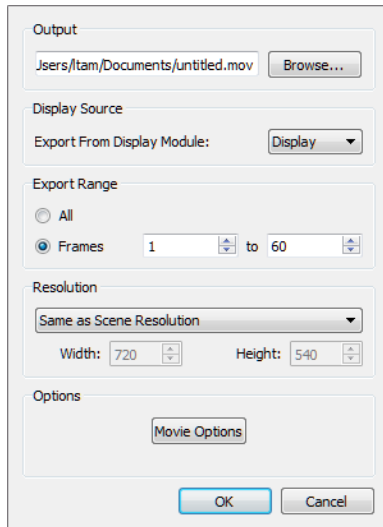 Output
Jsers/ltam/Documents/untitled.mov Browse...
Display Source
Export From Display Module: Display
Export Range
All
Frames 1 to 60
Resolution
Same as Scene Resolution
Width: 720 Height: 540
Options
Movie Options
OK Cancel